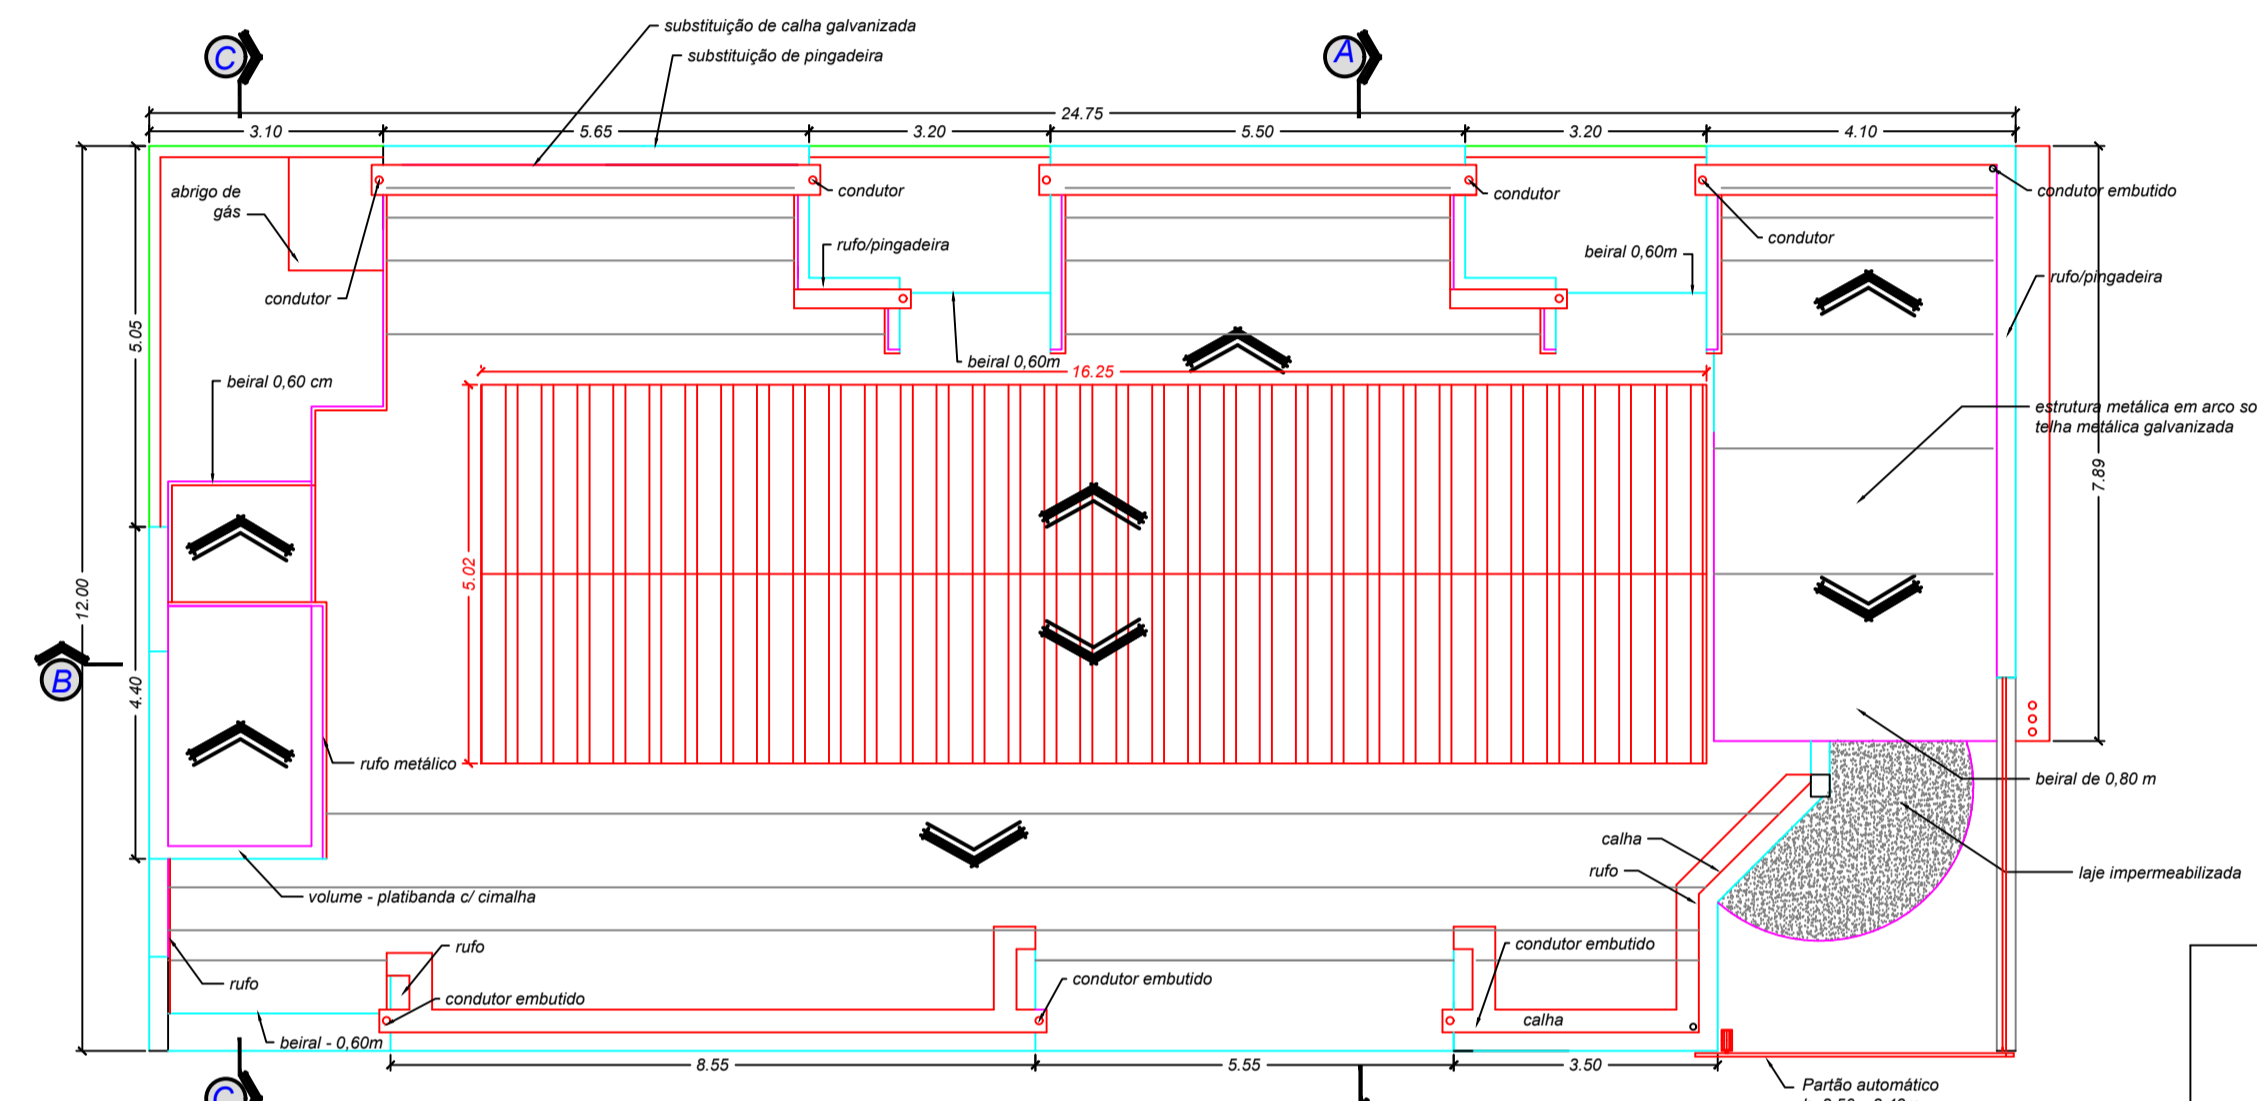 substituição de calha galvanizada
substituição de pingadeira
C
A
24.75
3.10
5.65
3.20
5.50
3.20
4.10
abrigo de
gás
condutor
condutor
condutor embutido
condutor
rufo/pingadeira
beiral 0,60m
rufo/pingadeira
condutor
5.05
beiral 0,60m
16.25
beiral 0,60 cm
estrutura metálica em arco so
telha metálica galvanizada
7.89
5.02
12.00
B
4.40
rufo metálico
beiral de 0,80 m
calha
rufo
laje impermeabilizada
volume - platibanda c/ cimalha
rufo
condutor embutido
rufo
condutor embutido
condutor embutido
calha
beiral - 0,60m
8.55
5.55
3.50
C
Partão automático